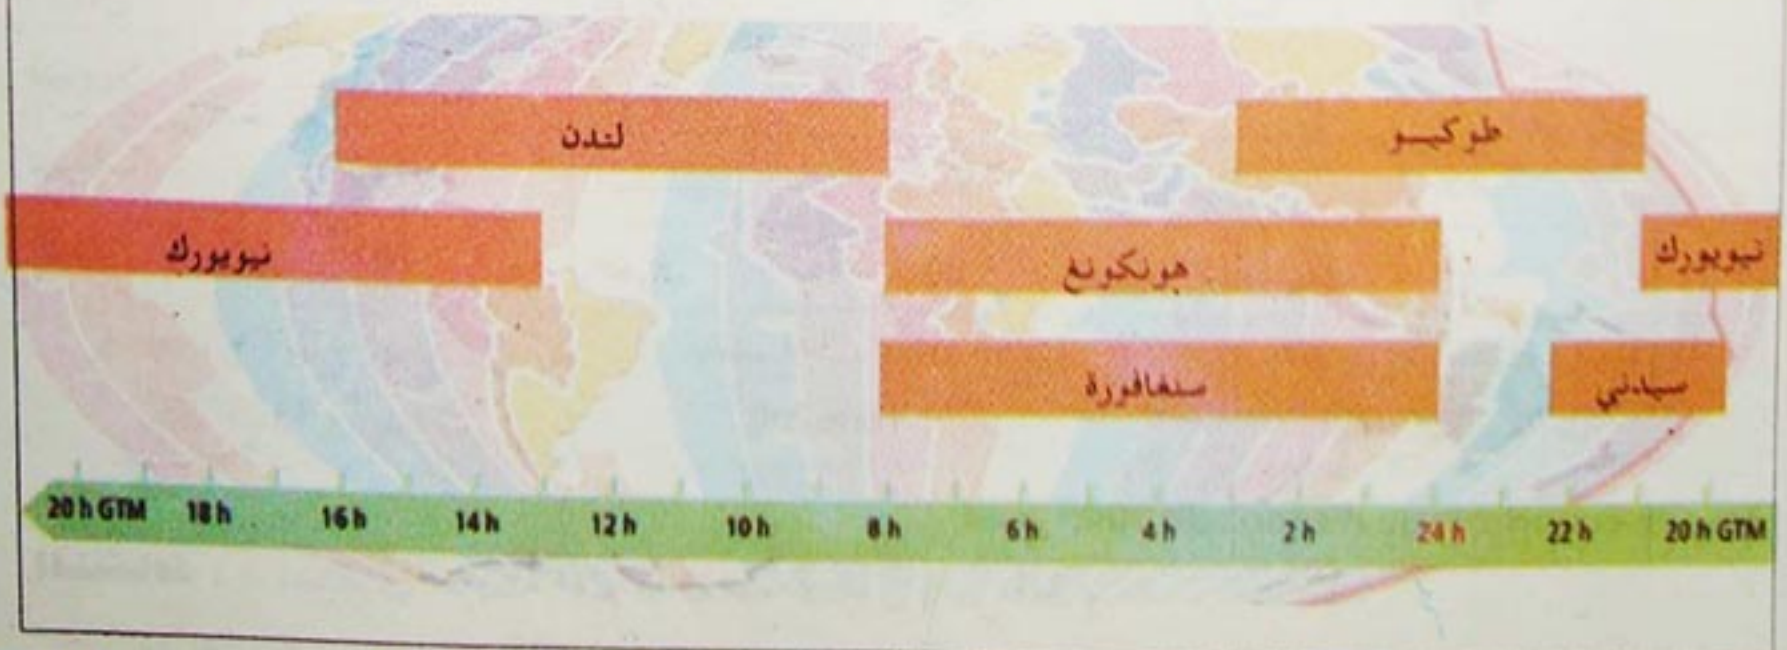 طوكيو
لندن
نيويورك
هونكونغ
نيويورك
سيدني
سنغافورة
20 h GTM 18 h 16 h 14 h 12 h 10 h 8 h 6 h 4 h 2 h 24 h 22 h 20 h GTM